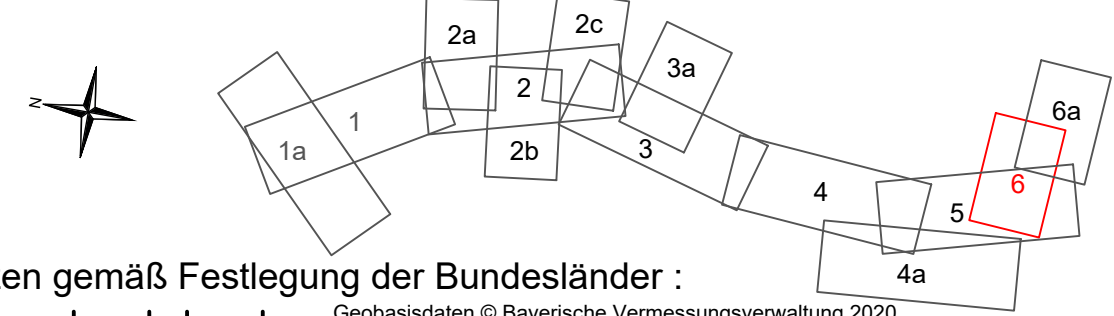 2c
2a
3a
2
6a
1
1a
2b
3
6
4
5
N
4a
en gemäß Festlegung der Bundesländer :
Geobasisdaten © Bayerische Vermessungsverwaltung 2020